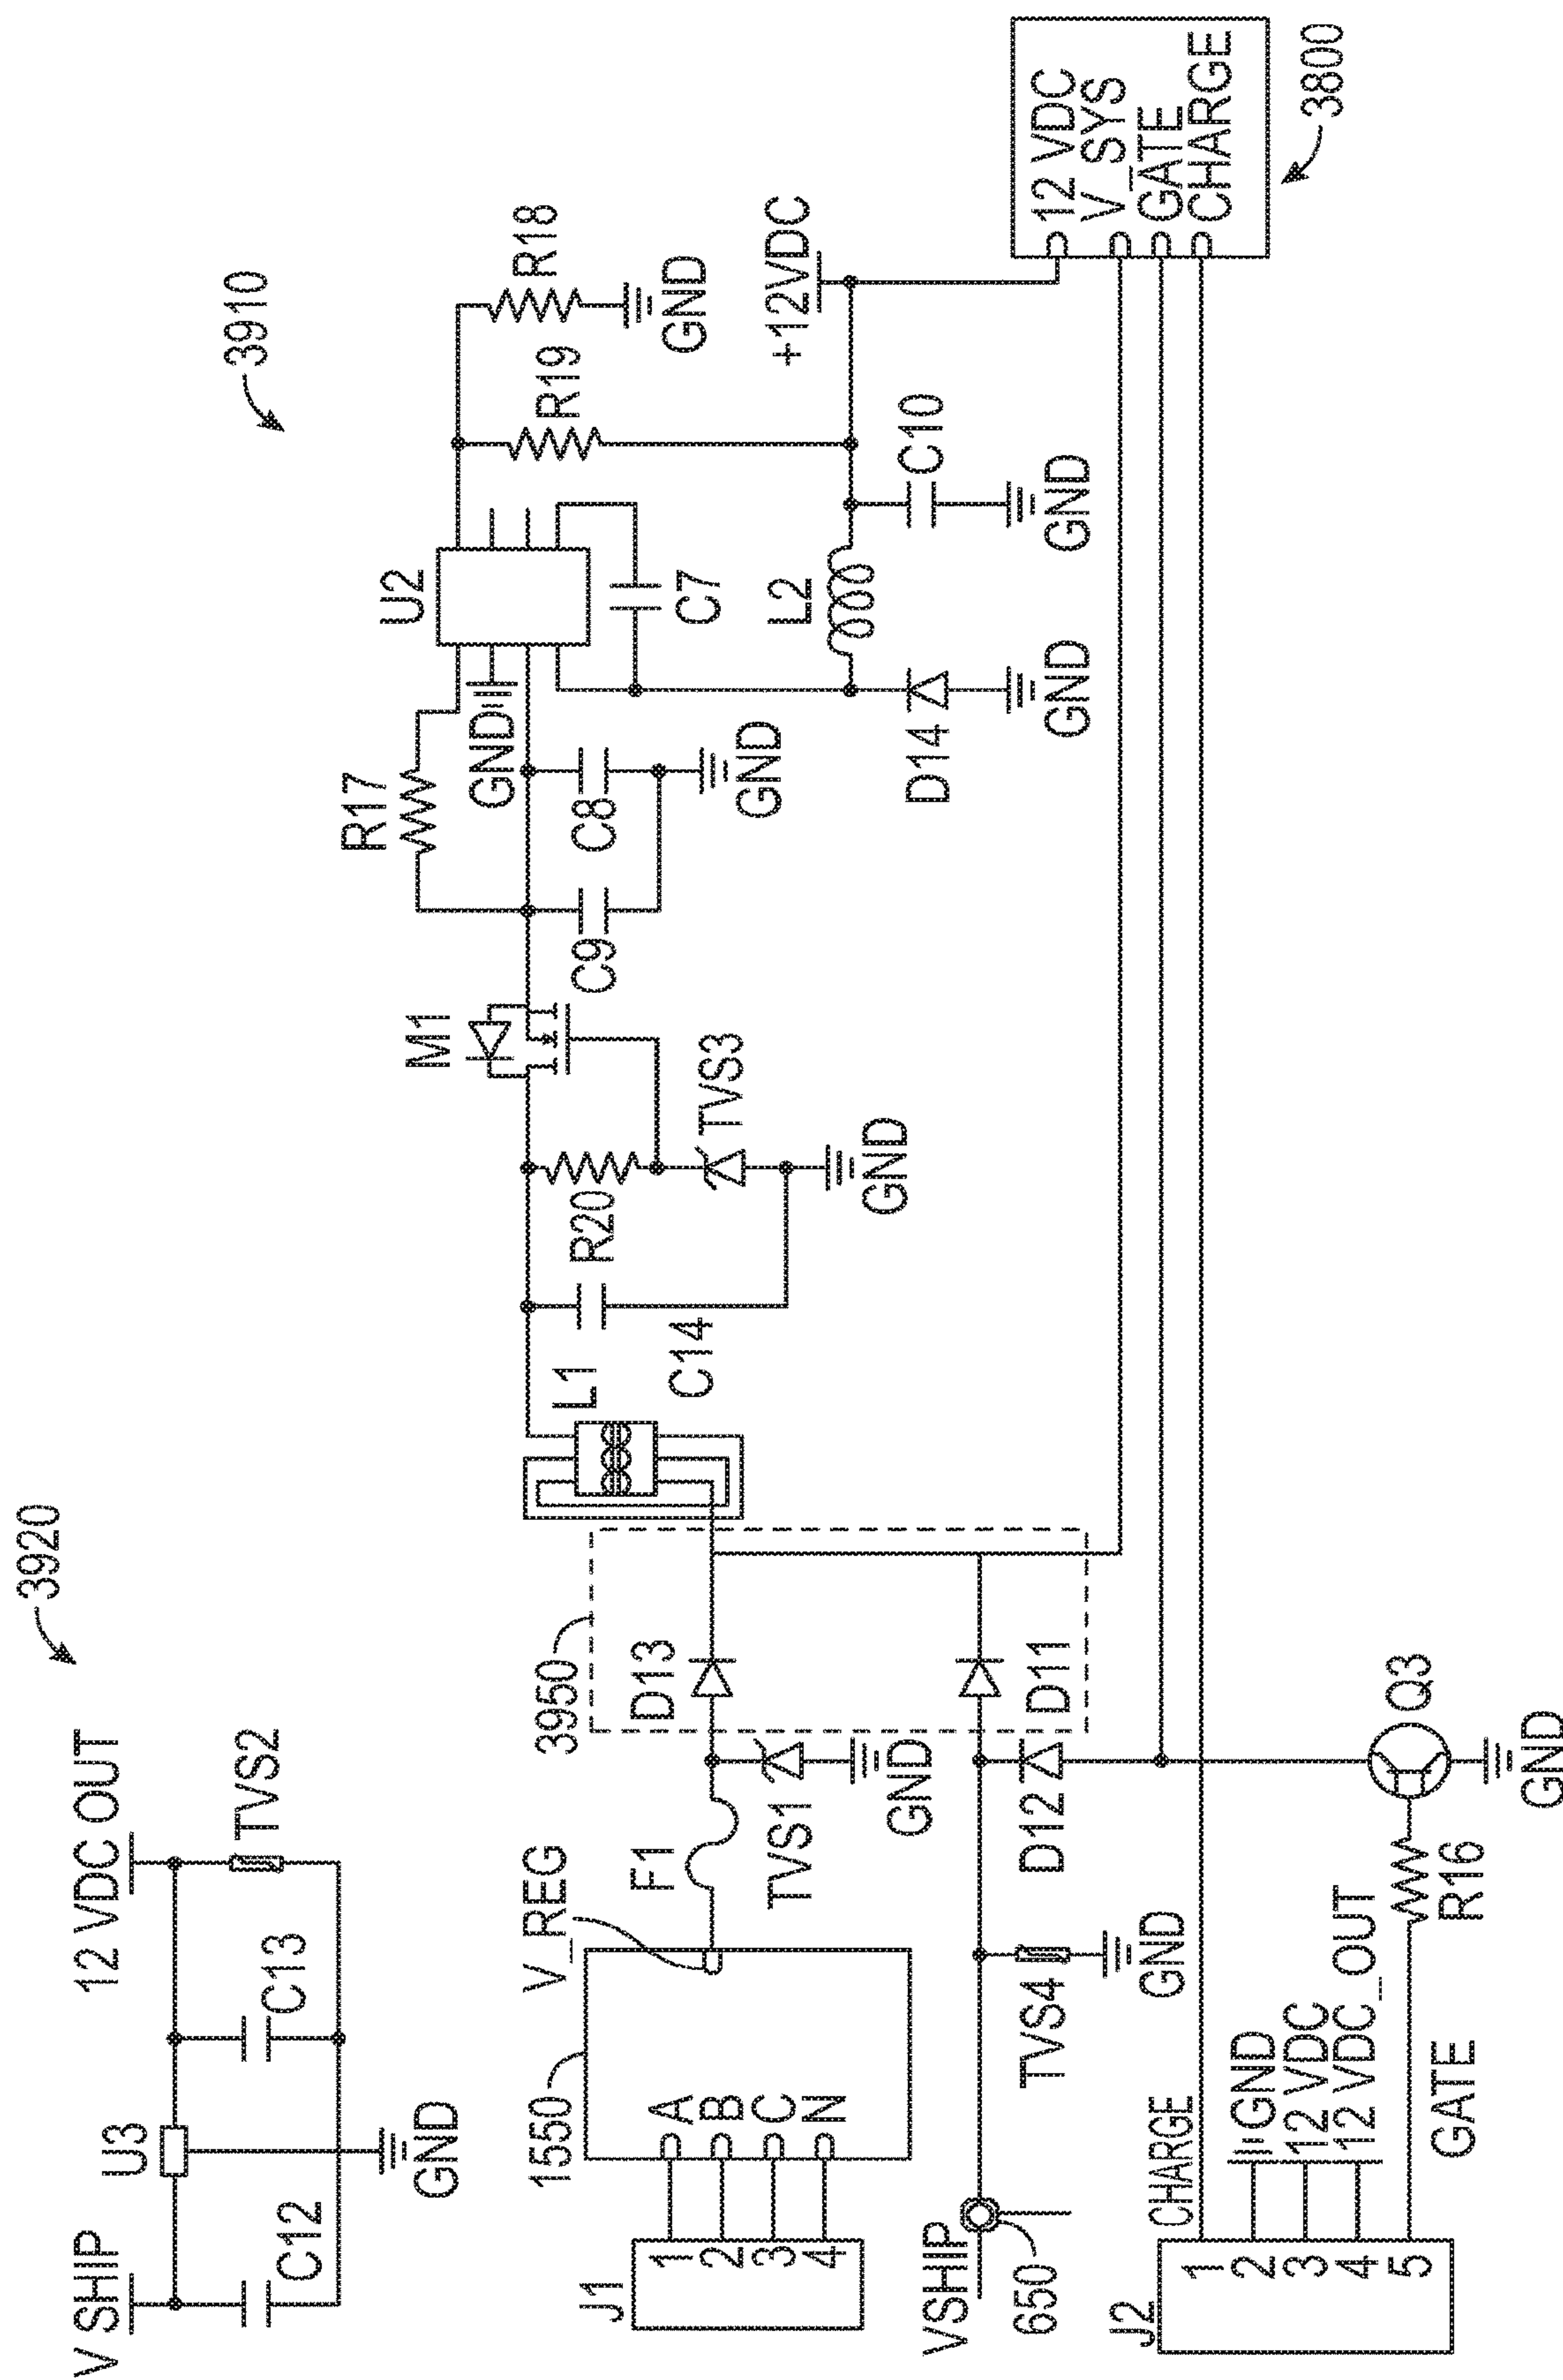 3920
V SHIP
U3
12 VDC OUT
C12
C13
TVS2
GND
3910
U2
R17
R18
R19
GND
GND
M1
C9
C8
GND
C7
L2
C10
GND
D14
GND
+12VDC
L1
C14
R20
TVS3
GND
3950
D13
D11
V_REG
F1
TVS1
GND
1550
A
B
C
N
J1
1
2
3
4
VSHIP
650
TVS4
GND
D12
12 VDC
V_SYS
GATE
CHARGE
3800
J2
1
2
3
4
5
CHARGE
GND
12 VDC
12 VDC_OUT
GATE
R16
Q3
GND